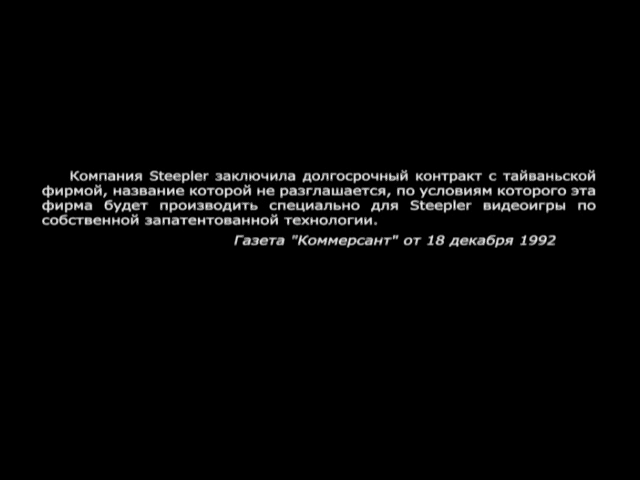 Компания Steepler заключила долгосрочный контракт с тайваньской
фирмой, название которой не разглашается, по условиям которого эта
фирма будет производить специально для Steepler видеоигры по
собственной запатентованной технологии.
Газета "Коммерсант" от 18 декабря 1992